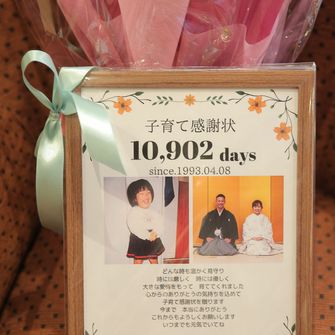 子育て感謝状
10,902 days
since.1993.04.08
どんな時も温かく見守り
時には厳しく 時には優しく
大きな愛情をもって 育ててくれました
心からのありがとうの気持ちを込めて
子育て感謝状を贈ります
今まで 本当にありがとう
これからもよろしくお願いします
いつまでも元気でいてね